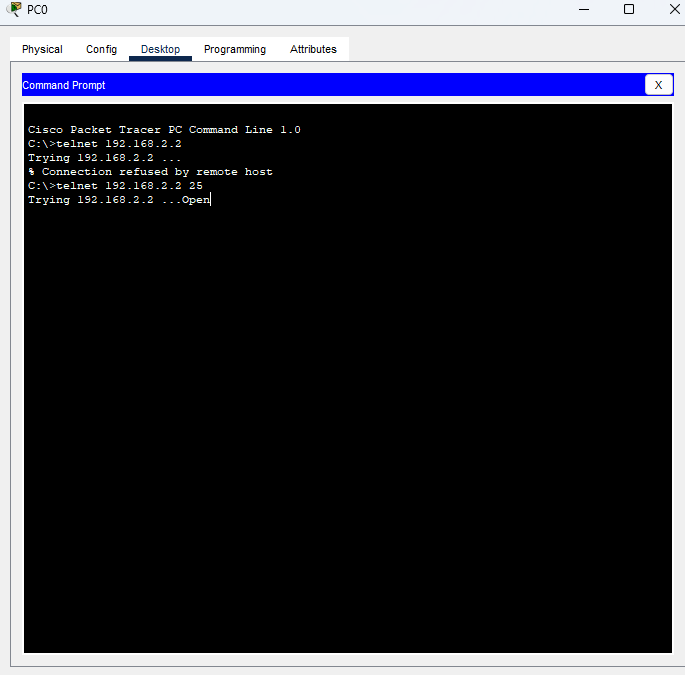 PC0
Physical Config Desktop Programming Attributes
Command Prompt X
Cisco Packet Tracer PC Command Line 1.0
C:\>telnet 192.168.2.2
Trying 192.168.2.2 ...
% Connection refused by remote host
C:\>telnet 192.168.2.2 25
Trying 192.168.2.2 ...Open